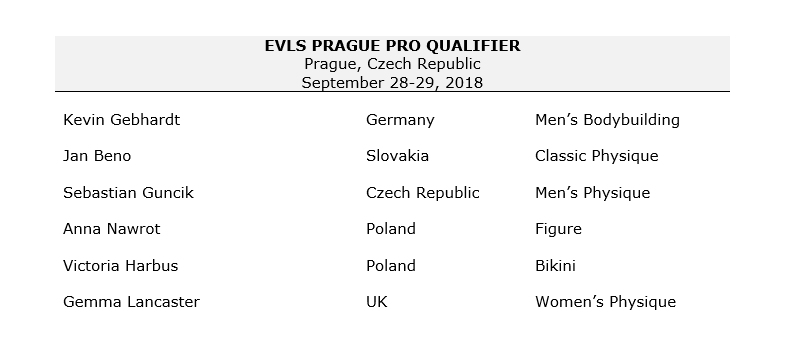 EVLS PRAGUE PRO QUALIFIER
Prague, Czech Republic
September 28-29, 2018
Kevin Gebhardt Germany Men’s Bodybuilding
Jan Beno Slovakia Classic Physique
Sebastian Guncik Czech Republic Men’s Physique
Anna Nawrot Poland Figure
Victoria Harbus Poland Bikini
Gemma Lancaster UK Women’s Physique